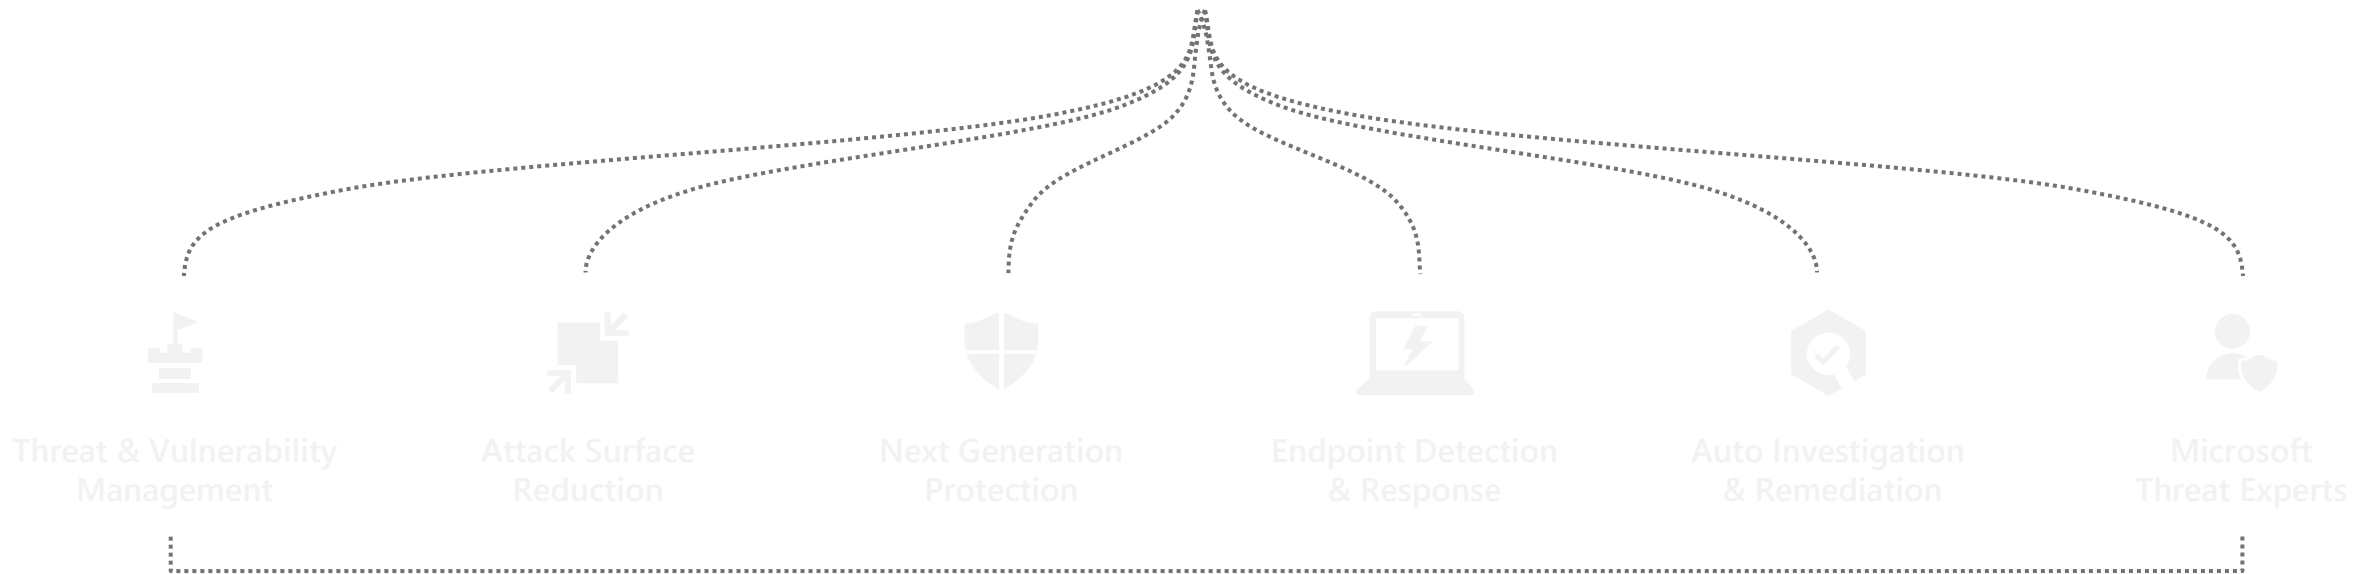 Threat & Vulnerability
Management
Attack Surface
Reduction
Next Generation
Protection
Endpoint Detection
& Response
Auto Investigation
& Remediation
Microsoft
Threat Experts